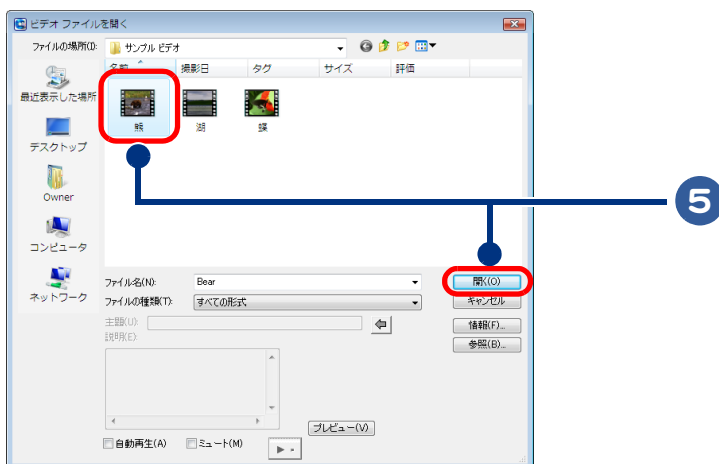 ビデオ ファイルを開く
ファイルの場所(I):
サンプル ビデオ
名前 撮影日 タグ サイズ 評価
最近表示した場所
デスクトップ
Owner
コンピュータ
ネットワーク
熊 湖 蝶
5
ファイル名(N): Bear 開く(O)
ファイルの種類(T): すべての形式 キャンセル
主題(U): 情報(F)...
説明(E): 参照(B)...
プレビュー(V)
自動再生(A) ミュート(M)